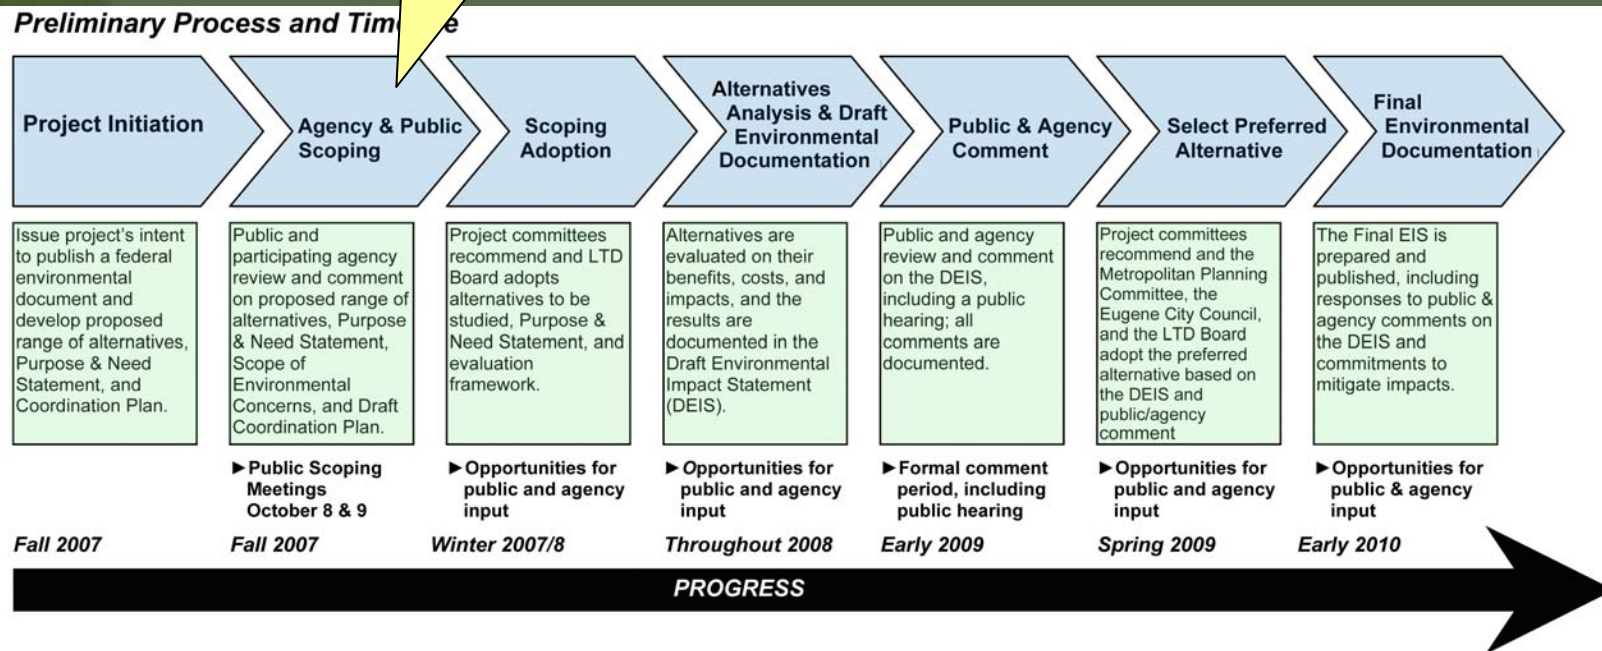 Preliminary Process and Tim e
Project Initiation
Agency & Public
Scoping
Scoping
Adoption
Alternatives
Analysis & Draft
Environmental
Documentation
Public & Agency
Comment
Select Preferred
Alternative
Final
Environmental
Documentation
Issue project's intent
to publish a federal
environmental
document and
develop proposed
range of alternatives,
Purpose & Need
Statement, and
Coordination Plan.
Public and
participating agency
review and comment
on proposed range of
alternatives, Purpose
& Need Statement,
Scope of
Environmental
Concerns, and Draft
Coordination Plan.
Project committees
recommend and LTD
Board adopts
alternatives to be
studied, Purpose &
Need Statement, and
evaluation
framework.
Alternatives are
evaluated on their
benefits, costs, and
impacts, and the
results are
documented in the
Draft Environmental
Impact Statement
(DEIS).
Public and agency
review and comment
on the DEIS,
including a public
hearing; all
comments are
documented.
Project committees
recommend and the
Metropolitan Planning
Committee, the
Eugene City Council,
and the LTD Board
adopt the preferred
alternative based on
the DEIS and
public/agency
comment
The Final EIS is
prepared and
published, including
responses to public &
agency comments on
the DEIS and
commitments to
mitigate impacts.
►Public Scoping
Meetings
October 8 & 9
►Opportunities for
public and agency
input
►Opportunities for
public and agency
input
►Formal comment
period, including
public hearing
►Opportunities for
public and agency
input
►Opportunities for
public & agency
input
Fall 2007
Fall 2007
Winter 2007/8
Throughout 2008
Early 2009
Spring 2009
Early 2010
PROGRESS